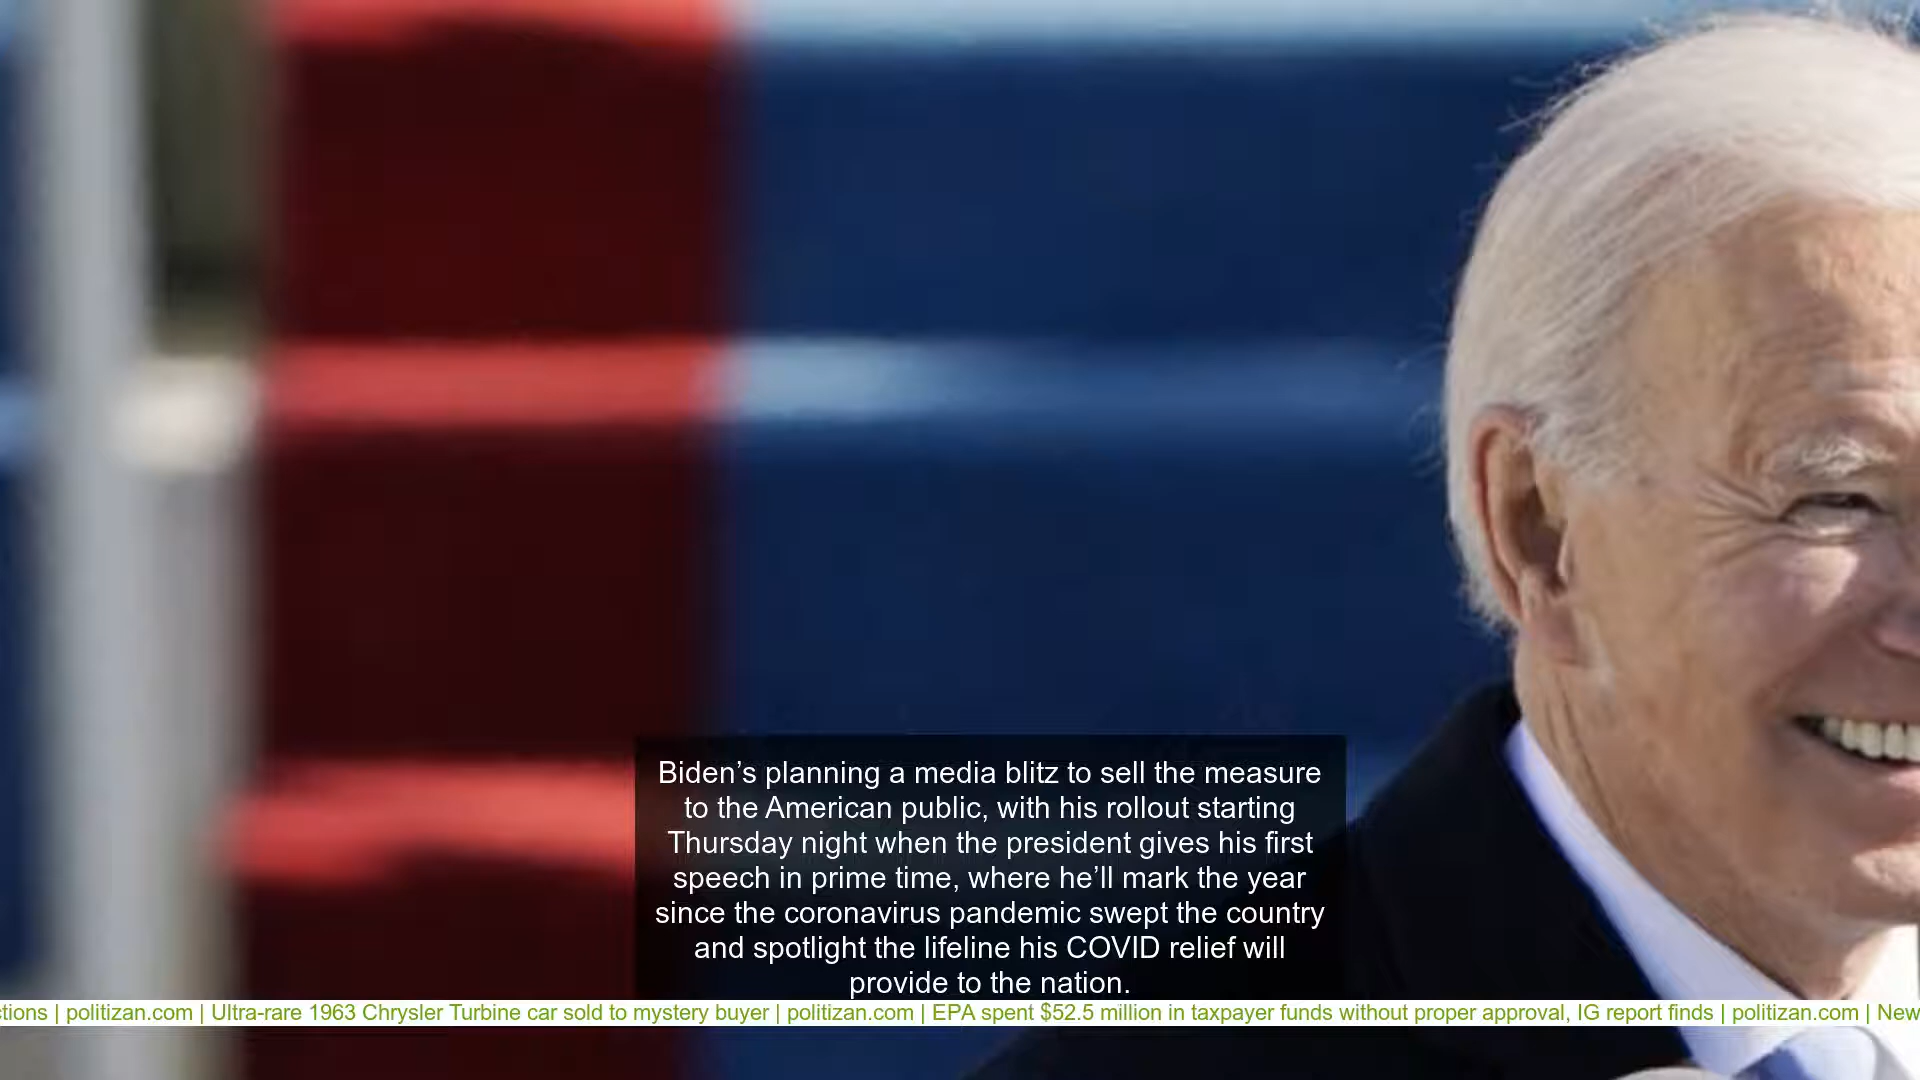 Biden’s planning a media blitz to sell the measure
to the American public, with his rollout starting
Thursday night when the president gives his first
speech in prime time, where he’ll mark the year
since the coronavirus pandemic swept the country
and spotlight the lifeline his COVID relief will
provide to the nation.
ctions | politizan.com | Ultra-rare 1963 Chrysler Turbine car sold to mystery buyer | politizan.com | EPA spent $52.5 million in taxpayer funds without proper approval, IG report finds | politizan.com | New